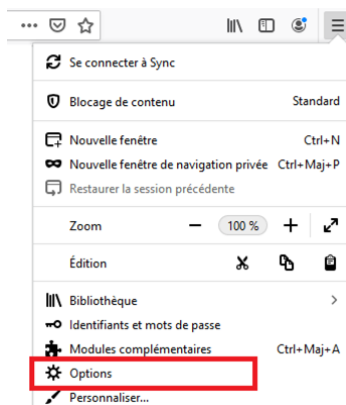 Se connecter à Sync
Blocage de contenu Standard
Nouvelle fenêtre Ctrl+N
Nouvelle fenêtre de navigation privée Ctrl+Maj+P
Restaurer la session précédente
Zoom 100 %
Édition
Bibliothèque
Identifiants et mots de passe
Modules complémentaires Ctrl+Maj+A
Options
Personnaliser...